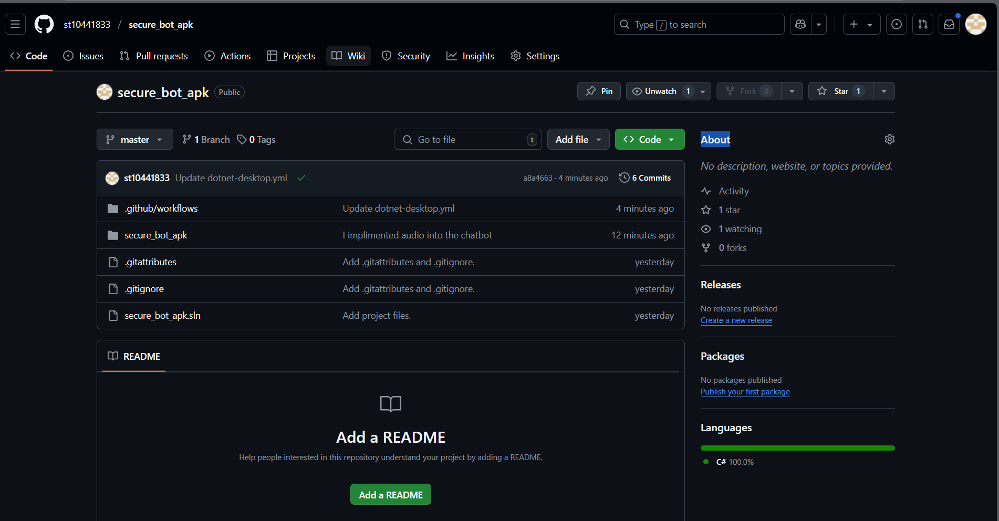 st10441833 / secure_bot_apk
Type / to search
Code Issues Pull requests Actions Projects Wiki Security Insights Settings
secure_bot_apk Public
Pin Unwatch 1 Fork 0 Star 1
master 1 Branch 0 Tags Go to file t Add file Code
st10441833 Update dotnet-desktop.yml a8a4663 · 4 minutes ago 6 Commits
.github/workflows Update dotnet-desktop.yml 4 minutes ago
secure_bot_apk I implimented audio into the chatbot 12 minutes ago
.gitattributes Add .gitattributes and .gitignore. yesterday
.gitignore Add .gitattributes and .gitignore. yesterday
secure_bot_apk.sln Add project files. yesterday
README
Add a README
Help people interested in this repository understand your project by adding a README.
Add a README
About
No description, website, or topics provided.
Activity
1 star
1 watching
0 forks
Releases
No releases published
Create a new release
Packages
No packages published
Publish your first package
Languages
C# 100.0%